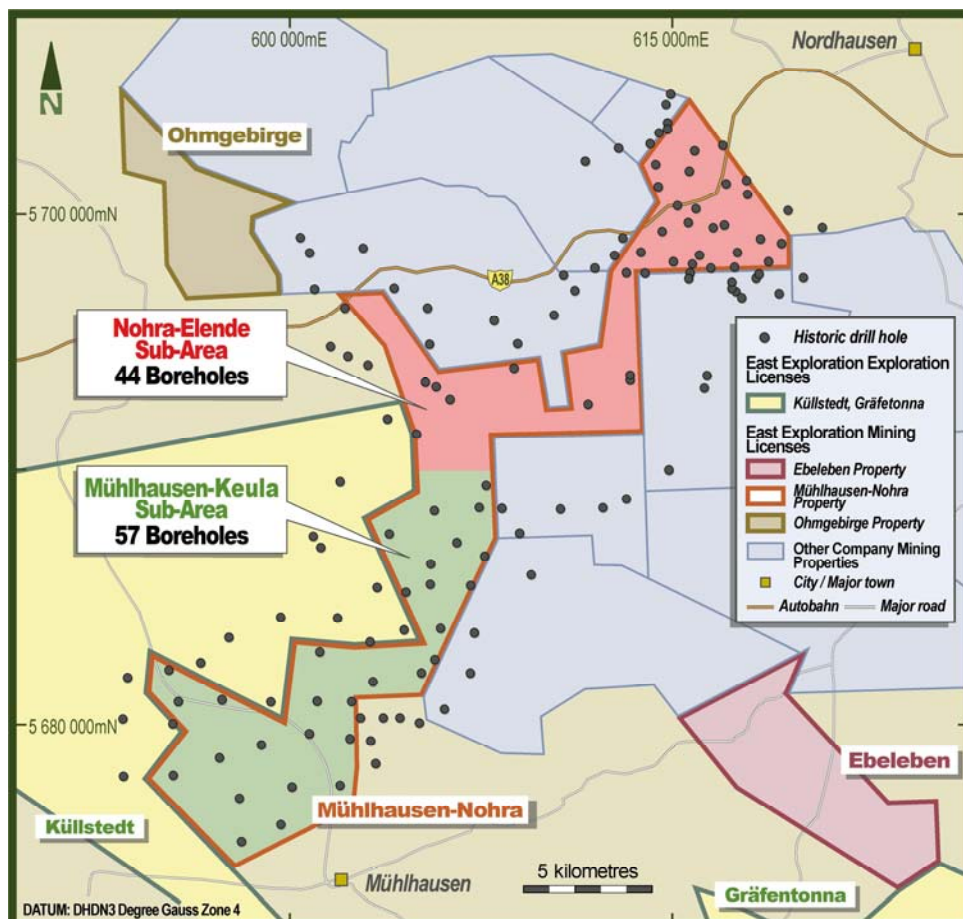 600 000mE
615 000mE
Nordhausen
N
Ohmgebirge
5 700 000mN
A38
Nohra-Elende
Sub-Area
44 Boreholes
Historic drill hole
East Exploration Exploration
Licenses
Küllstedt, Gräfetonna
East Exploration Mining
Licenses
Ebeleben Property
Mühlhausen-Nohra
Property
Ohmgebirge Property
Other Company Mining
Properties
City / Major town
Autobahn
Major road
Mühlhausen-Keula
Sub-Area
57 Boreholes
5 680 000mN
Ebeleben
Mühlhausen-Nohra
Küllstedt
5 kilometres
Mühlhausen
Gräfentonna
DATUM: DHDN3 Degree Gauss Zone 4